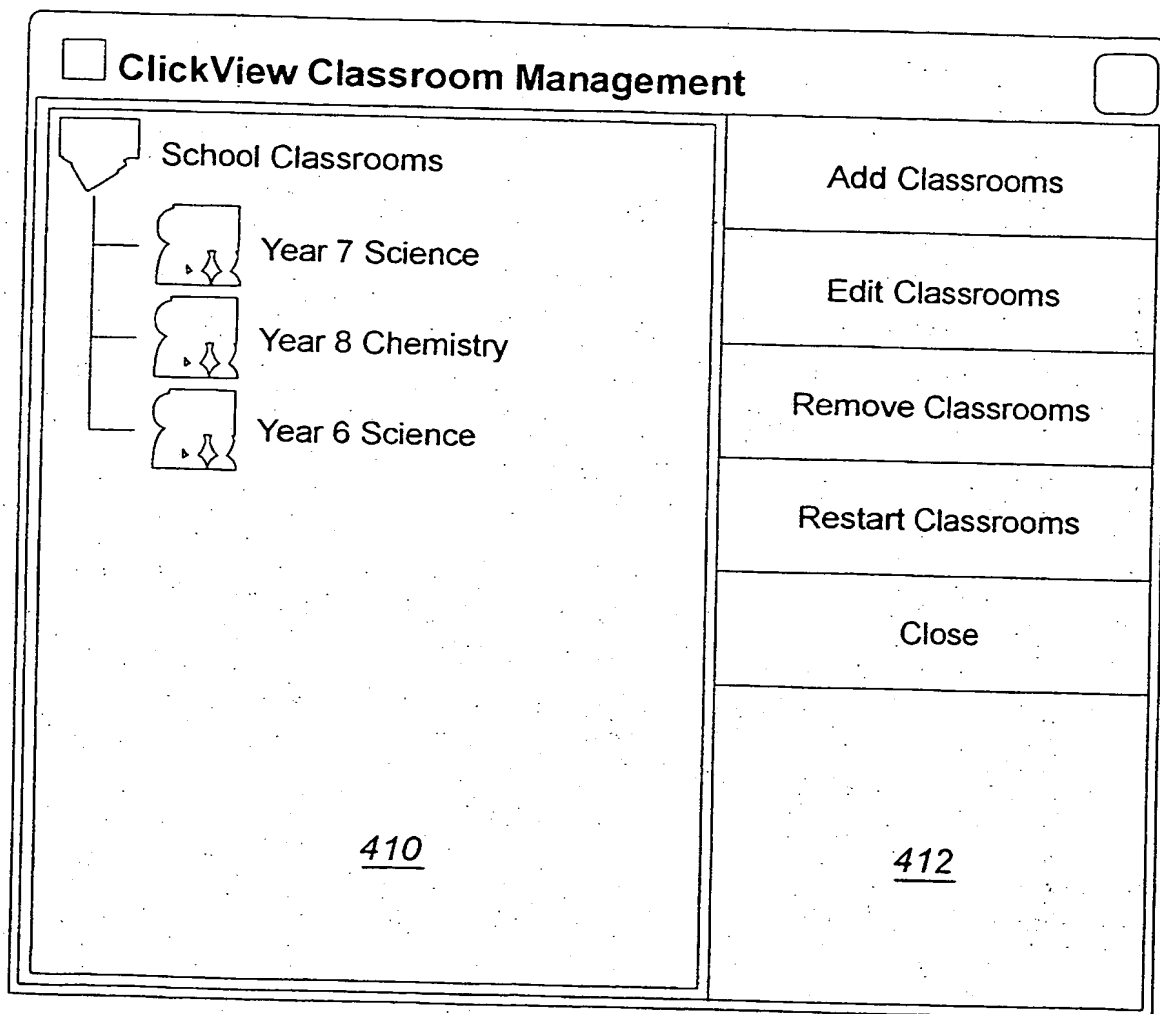 ClickView Classroom Management
School Classrooms
Year 7 Science
Year 8 Chemistry
Year 6 Science
410
Add Classrooms
Edit Classrooms
Remove Classrooms
Restart Classrooms
Close
412